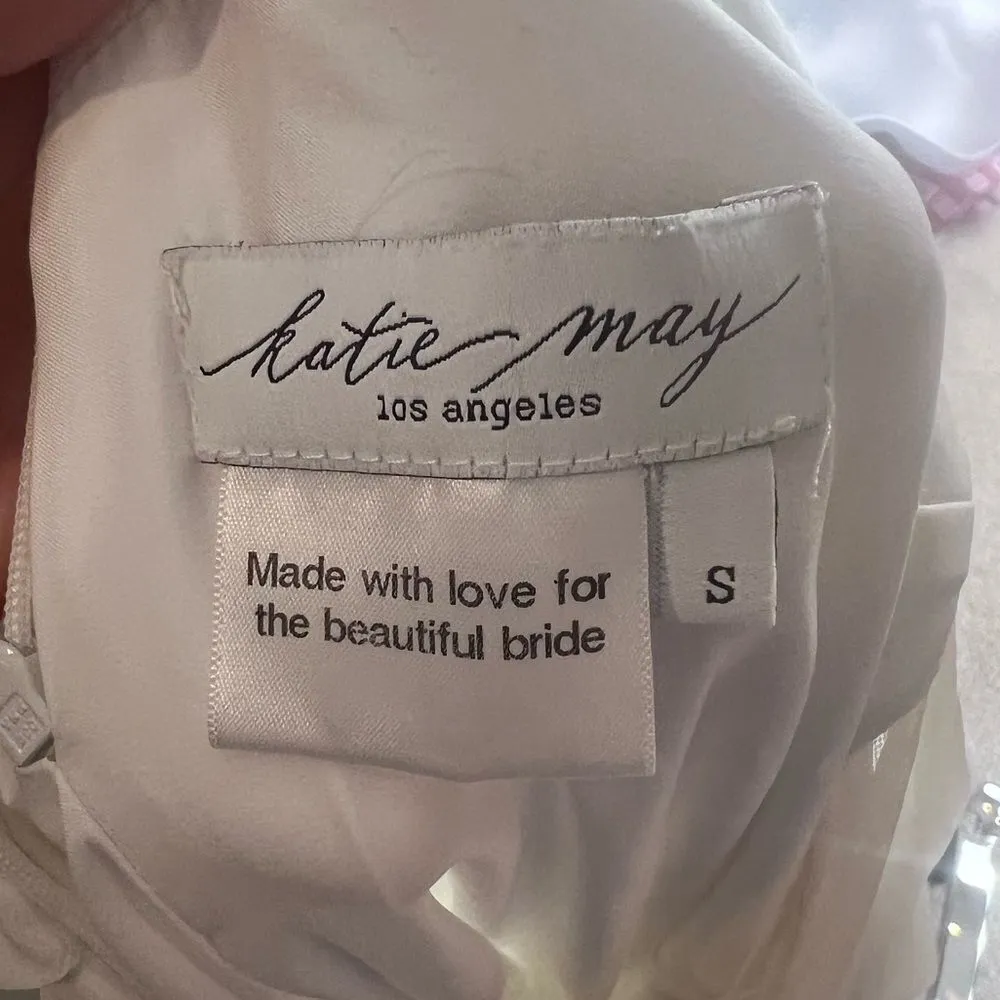 katie may
los angeles
Made with love for
the beautiful bride
S